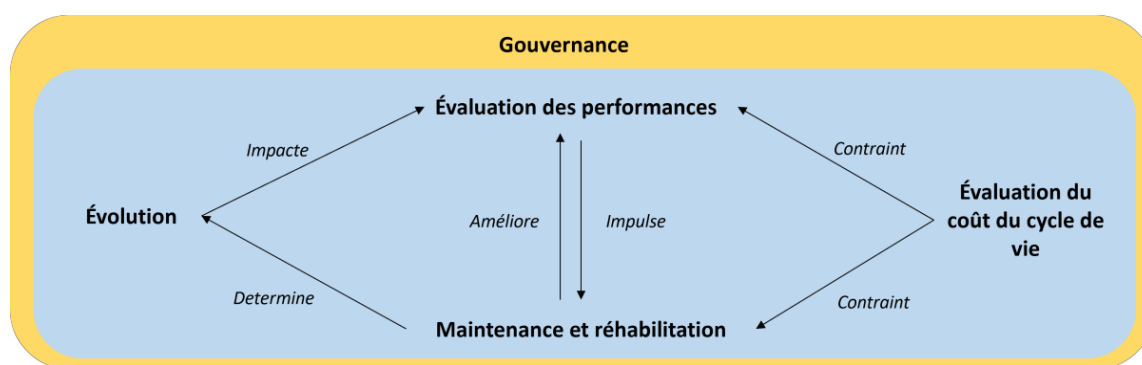 Gouvernance
Évaluation des performances
Impacte
Contraint
Évolution
Améliore
Impulse
Évaluation du
coût du cycle de
vie
Determine
Contraint
Maintenance et réhabilitation